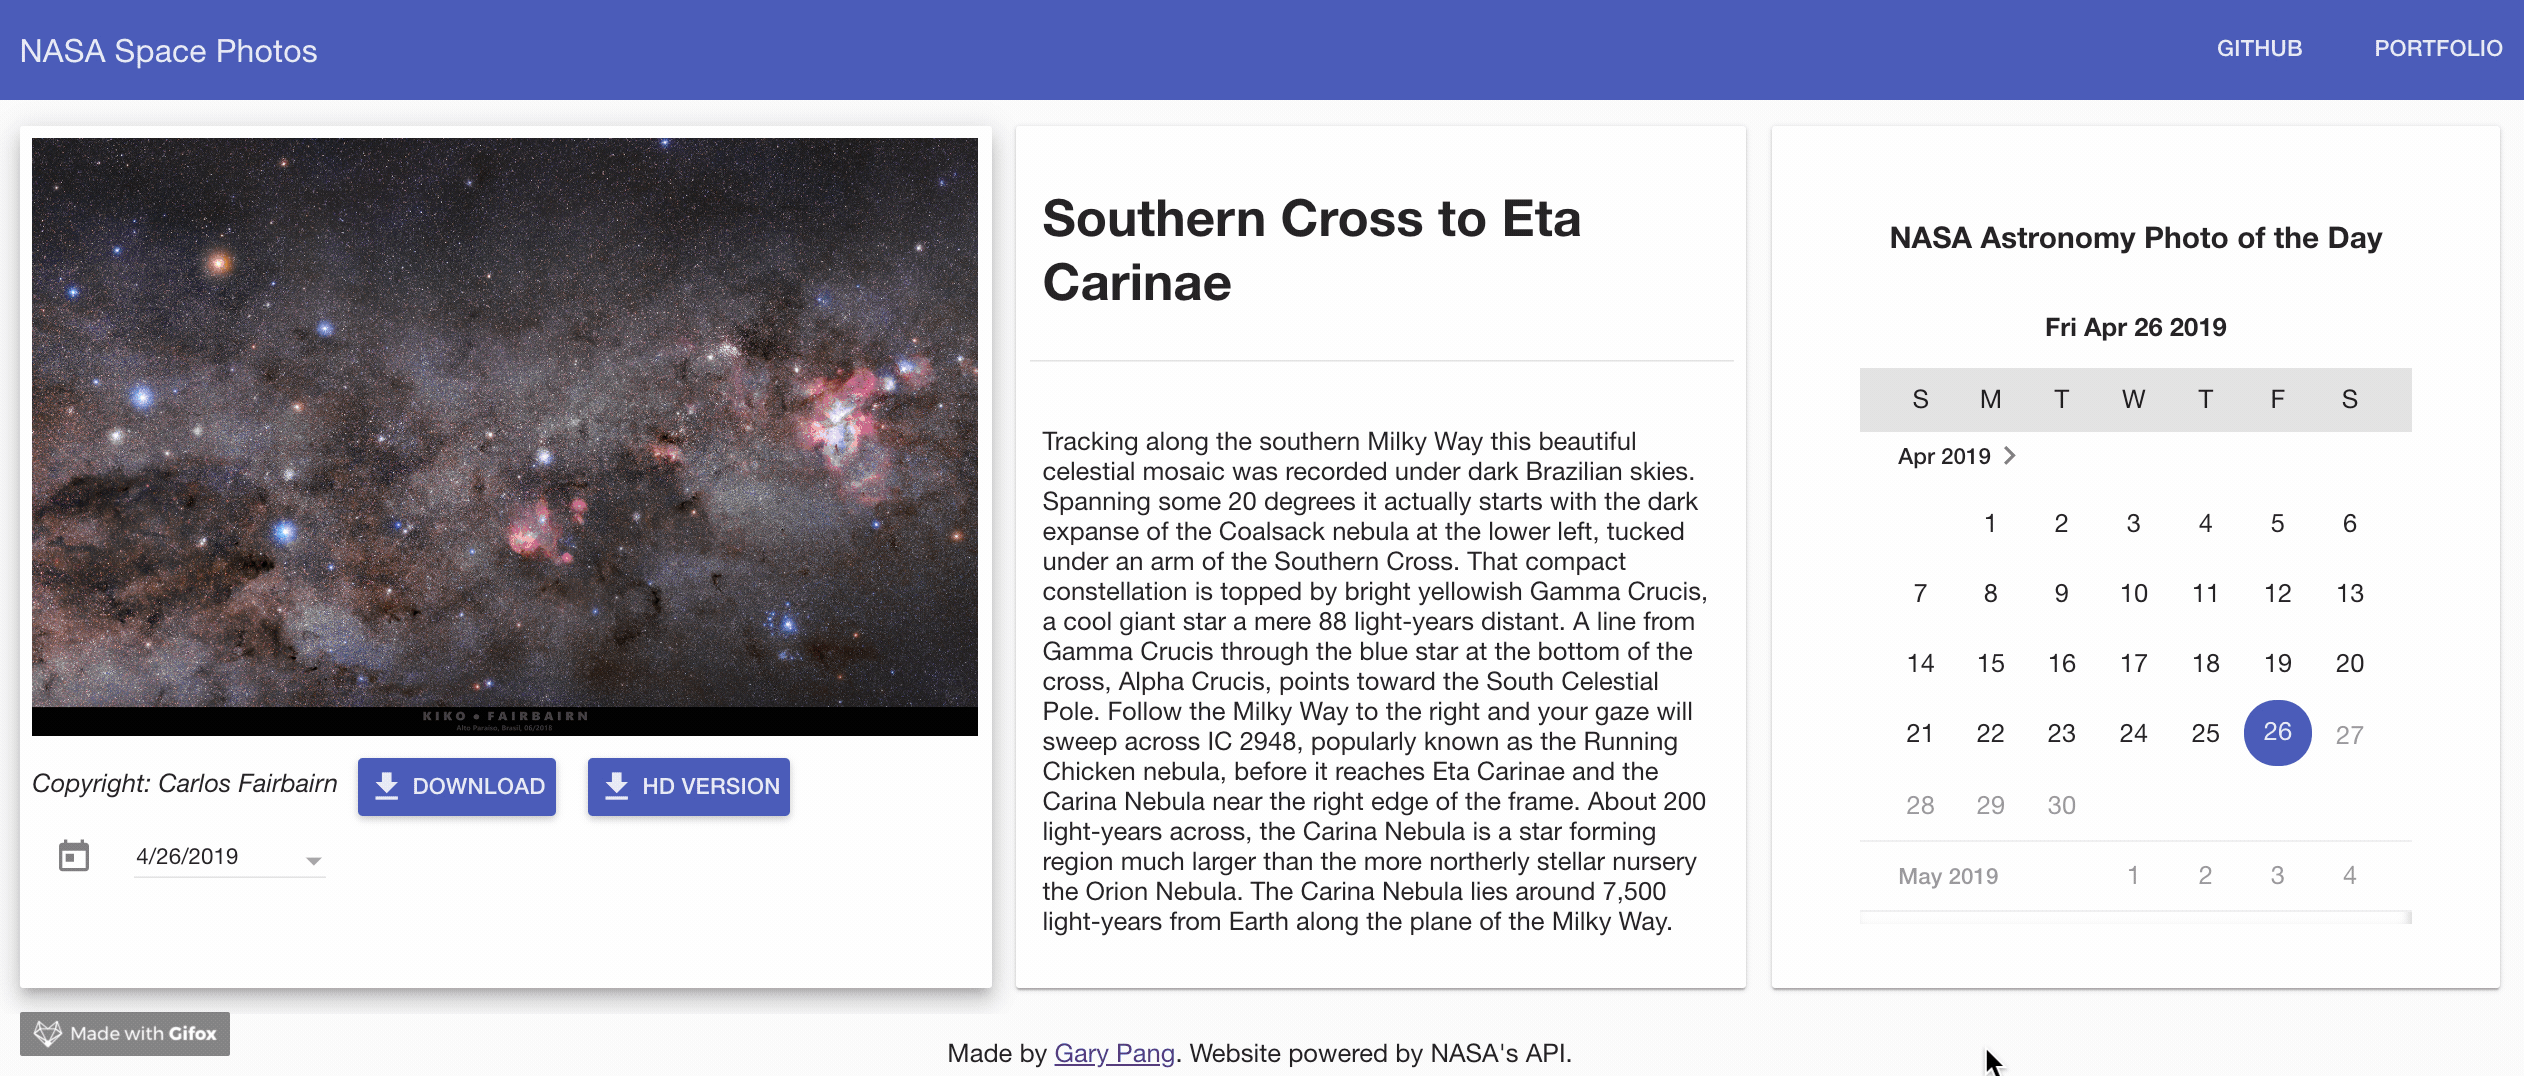 NASA Space Photos
GITHUB
PORTFOLIO
KIKO • FAIRBAIRN
Alto Paraíso, Brasil, 06/2018
Copyright: Carlos Fairbairn
DOWNLOAD
HD VERSION
4/26/2019
Southern Cross to Eta
Carinae
Tracking along the southern Milky Way this beautiful
celestial mosaic was recorded under dark Brazilian skies.
Spanning some 20 degrees it actually starts with the dark
expanse of the Coalsack nebula at the lower left, tucked
under an arm of the Southern Cross. That compact
constellation is topped by bright yellowish Gamma Crucis,
a cool giant star a mere 88 light-years distant. A line from
Gamma Crucis through the blue star at the bottom of the
cross, Alpha Crucis, points toward the South Celestial
Pole. Follow the Milky Way to the right and your gaze will
sweep across IC 2948, popularly known as the Running
Chicken nebula, before it reaches Eta Carinae and the
Carina Nebula near the right edge of the frame. About 200
light-years across, the Carina Nebula is a star forming
region much larger than the more northerly stellar nursery
the Orion Nebula. The Carina Nebula lies around 7,500
light-years from Earth along the plane of the Milky Way.
NASA Astronomy Photo of the Day
Fri Apr 26 2019
S M T W T F S
Apr 2019
1 2 3 4 5 6
7 8 9 10 11 12 13
14 15 16 17 18 19 20
21 22 23 24 25 26 27
28 29 30
May 2019 1 2 3 4
Made with Gifox
Made by Gary Pang. Website powered by NASA's API.